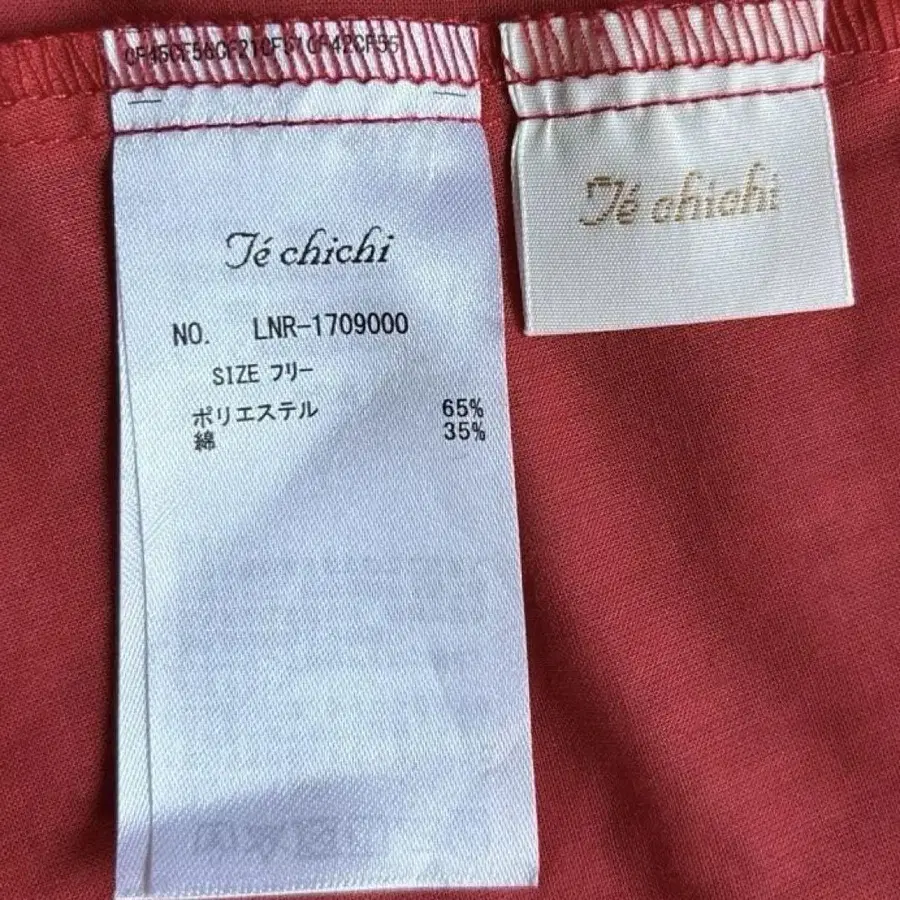 Té chichi
Té chichi
NO. LNR-1709000
SIZE フリー
ポリエステル 65%
綿 35%